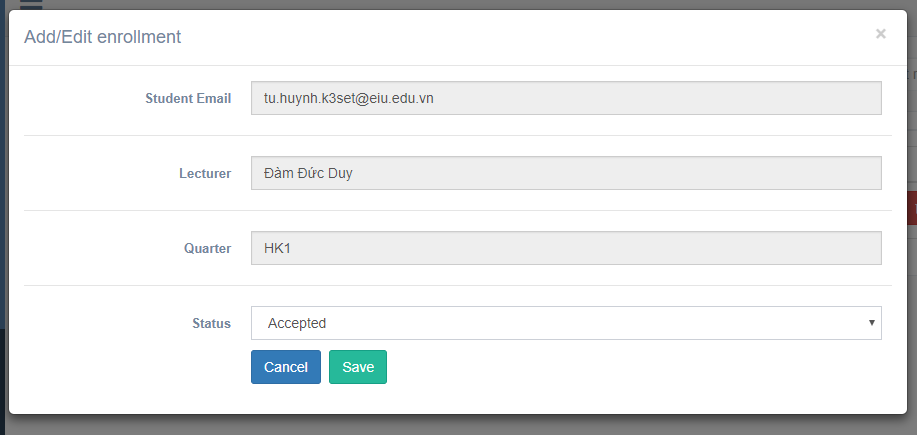 Add/Edit enrollment ×
Student Email tu.huynh.k3set@eiu.edu.vn
Lecturer Đàm Đức Duy
Quarter HK1
Status Accepted
Cancel Save